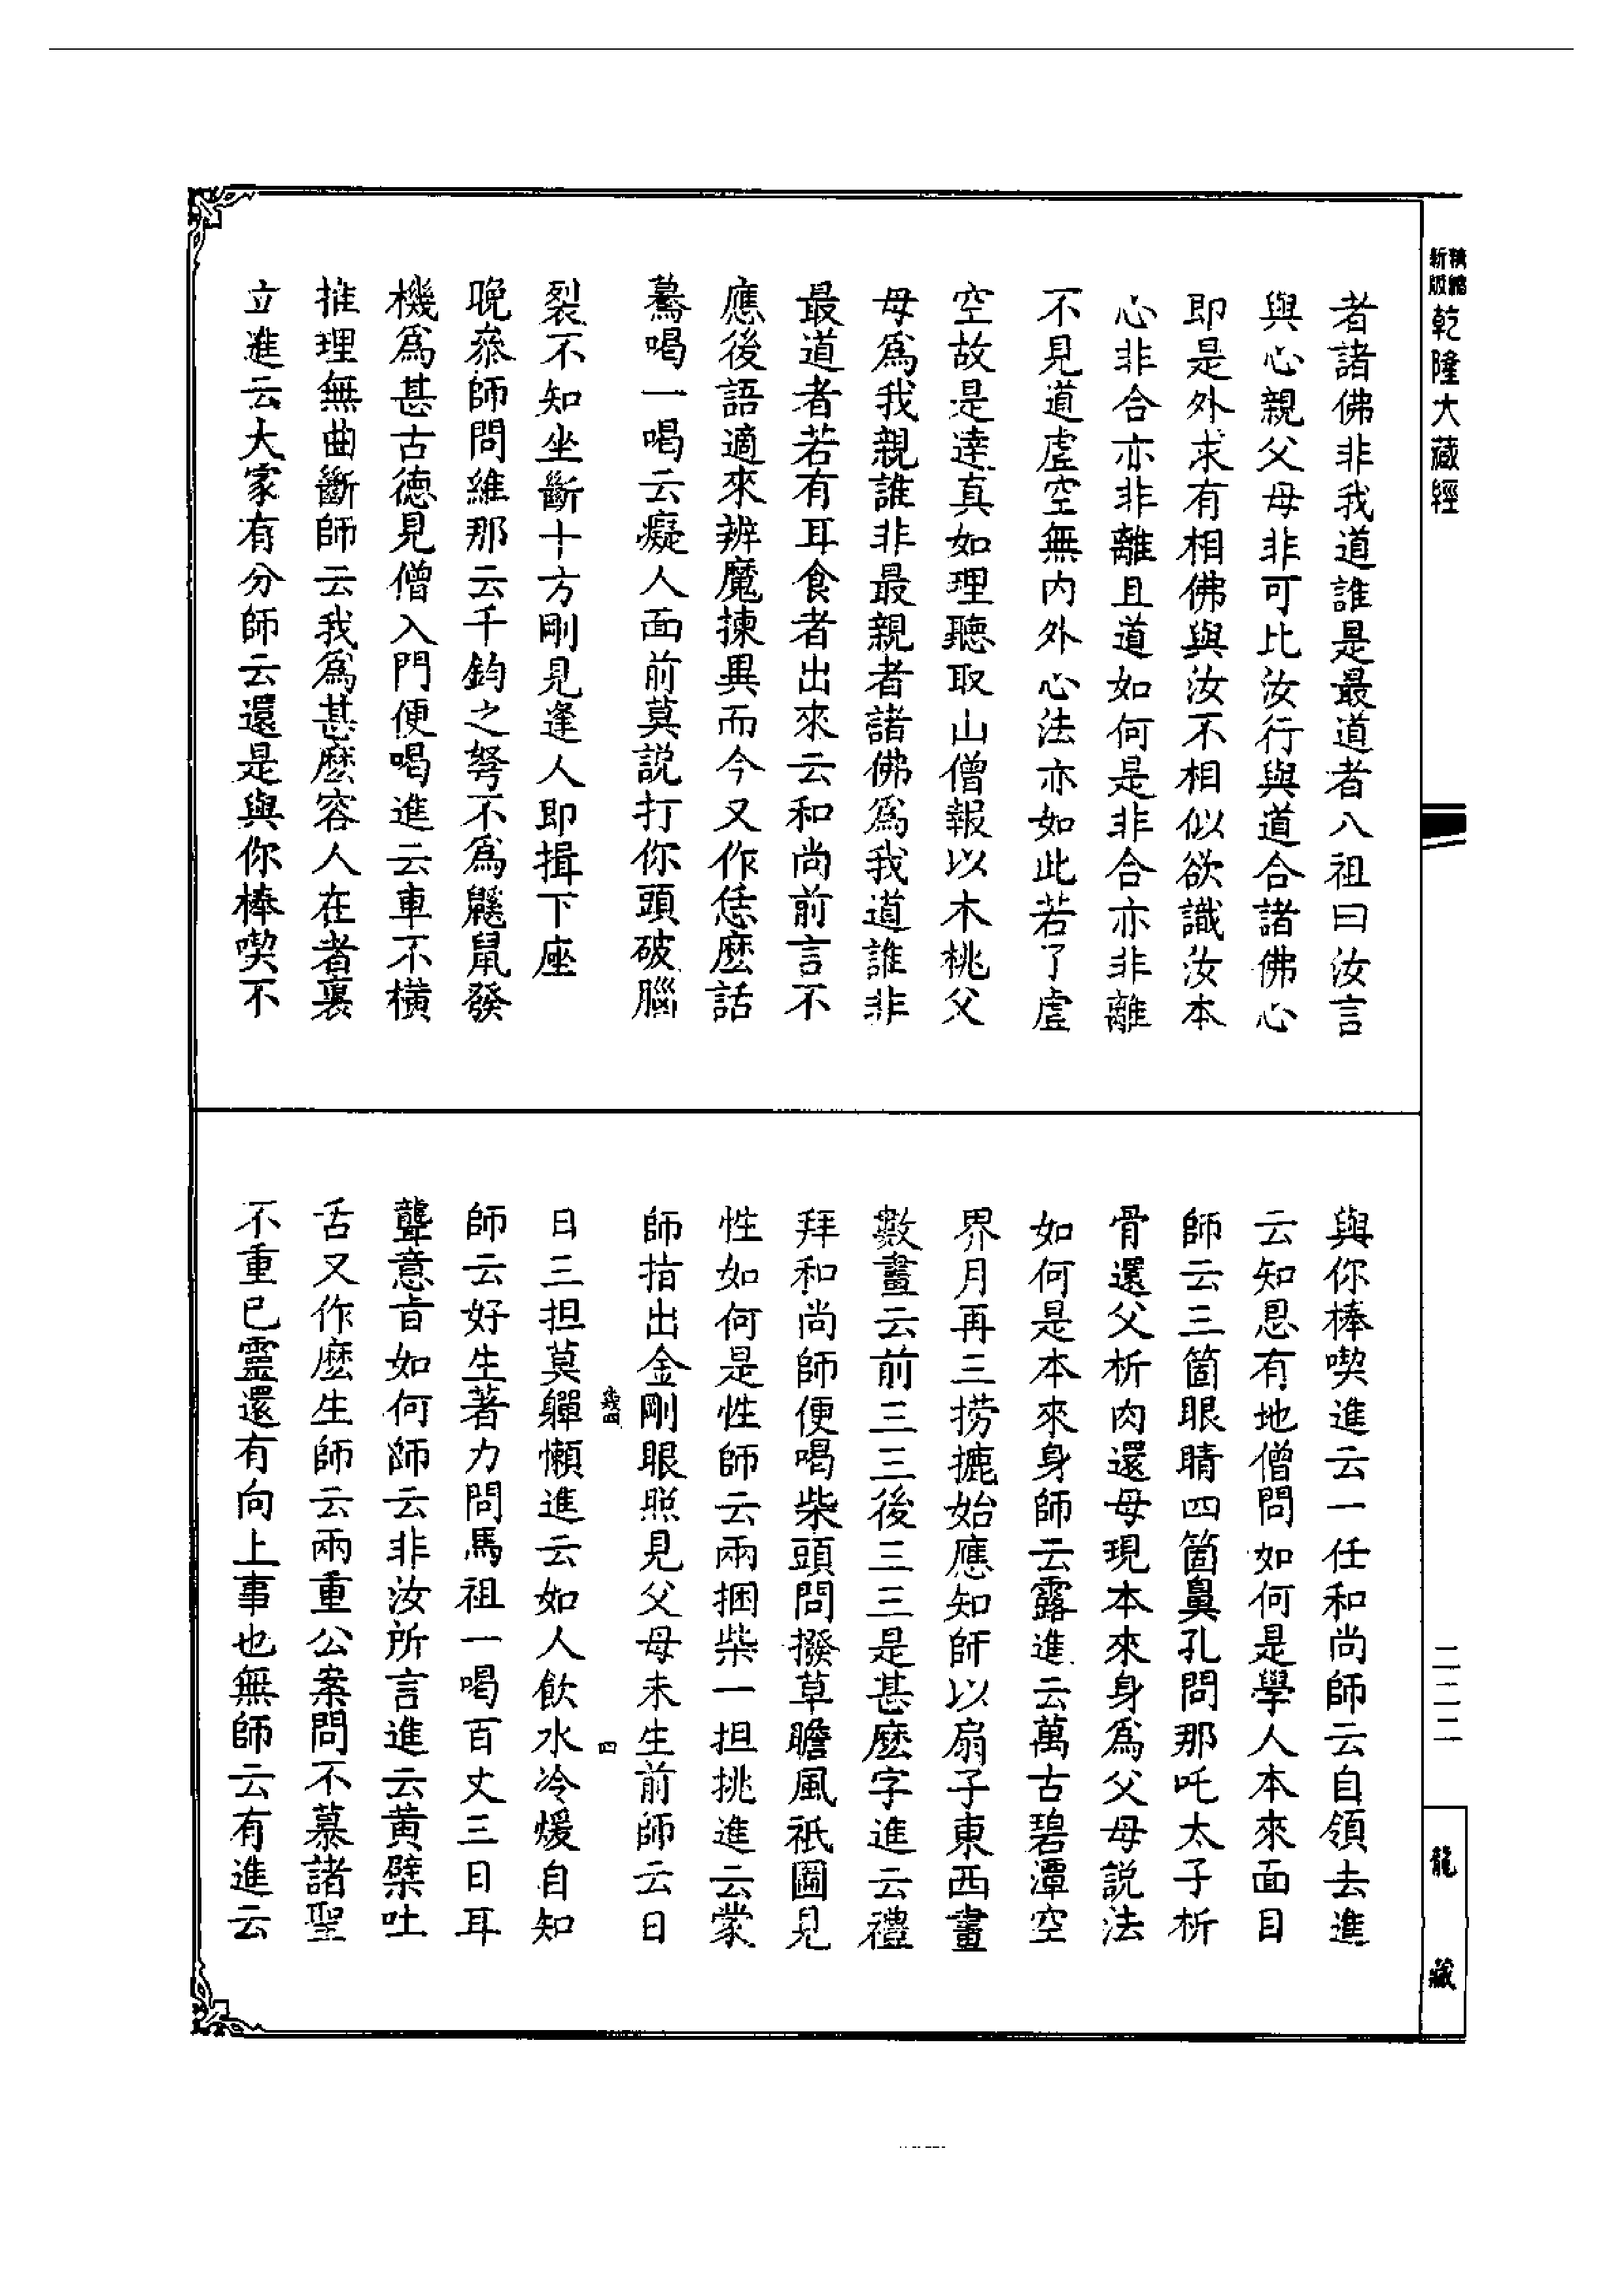 精縮新版乾隆大藏經
者諸佛非我道誰是最道者八祖曰汝言
與心親父母非可比汝行與道合諸佛心
即是外求有相佛與汝不相似欲識汝本
心非合亦非離且道如何是非合亦非離
不見道虛空無内外心法亦如此若了虛
空故是達真如理聽取山僧報以木桃父
母爲我親誰非最親者諸佛爲我道誰非
最道者若有耳食者出來云和尚前言不
應後語適來辨魔揀異而今又作恁麽話
驀喝一喝云癡人面前莫説打你頭破腦
裂不知坐斷十方剛見逢人即揖下座
晚叅師問維那云千鈞之弩不爲鼷鼠發
機爲甚古德見僧入門便喝進云車不橫
推理無曲斷師云我爲甚麽容人在者裏
立進云大家有分師云還是與你棒喫不
與你棒喫進云一任和尚師云自領去進
云知恩有地僧問如何是學人本來面目
師云三箇眼睛四箇鼻孔問那吒太子析
骨還父析肉還母現本來身爲父母説法
如何是本來身師云露進云萬古碧潭空
界月再三撈摝始應知師以扇子東西畫
數畫云前三三後三三是甚麽字進云禮
拜和尚師便喝柴頭問撥草瞻風祇圖見
性如何是性師云兩捆柴一担挑進云蒙
師指出金剛眼照見父母未生前師云日
幾四
四
日三担莫軃懶進云如人飲水冷煖自知
師云好生著力問馬祖一喝百丈三日耳
聾意旨如何師云非汝所言進云黃檗吐
舌又作麽生師云兩重公案問不慕諸聖
不重已靈還有向上事也無師云有進云
二二二
龍藏